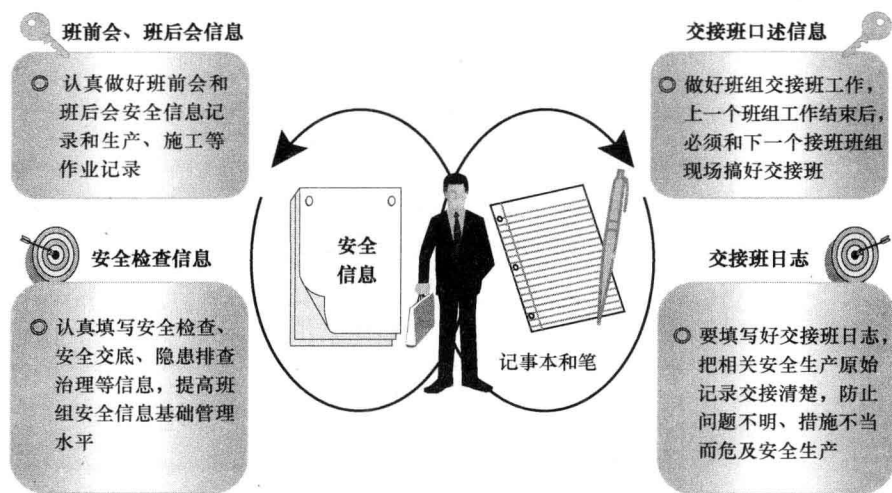 班前会、班后会信息
认真做好班前会和
班后会安全信息记
录和生产、施工等
作业记录
交接班口述信息
做好班组交接班工作，
上一个班组工作结束后，
必须和下一个接班班组
现场搞好交接班
安全
信息
记事本和笔
安全检查信息
认真填写安全检查、
安全交底、隐患排查
治理等信息，提高班
组安全信息基础管理
水平
交接班日志
要填写好交接班日志，
把相关安全生产原始
记录交接清楚，防止
问题不明、措施不当
而危及安全生产